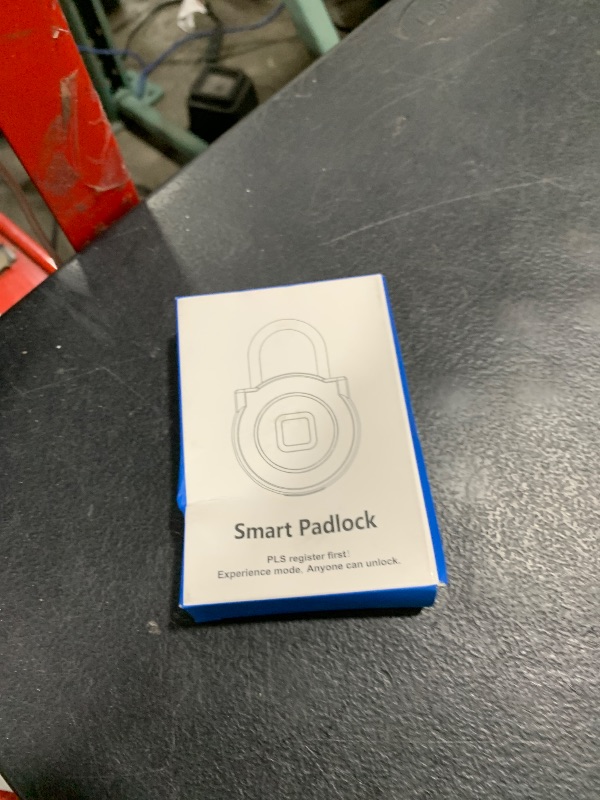 Smart Padlock
PLS register first!
Experience mode. Anyone can unlock.